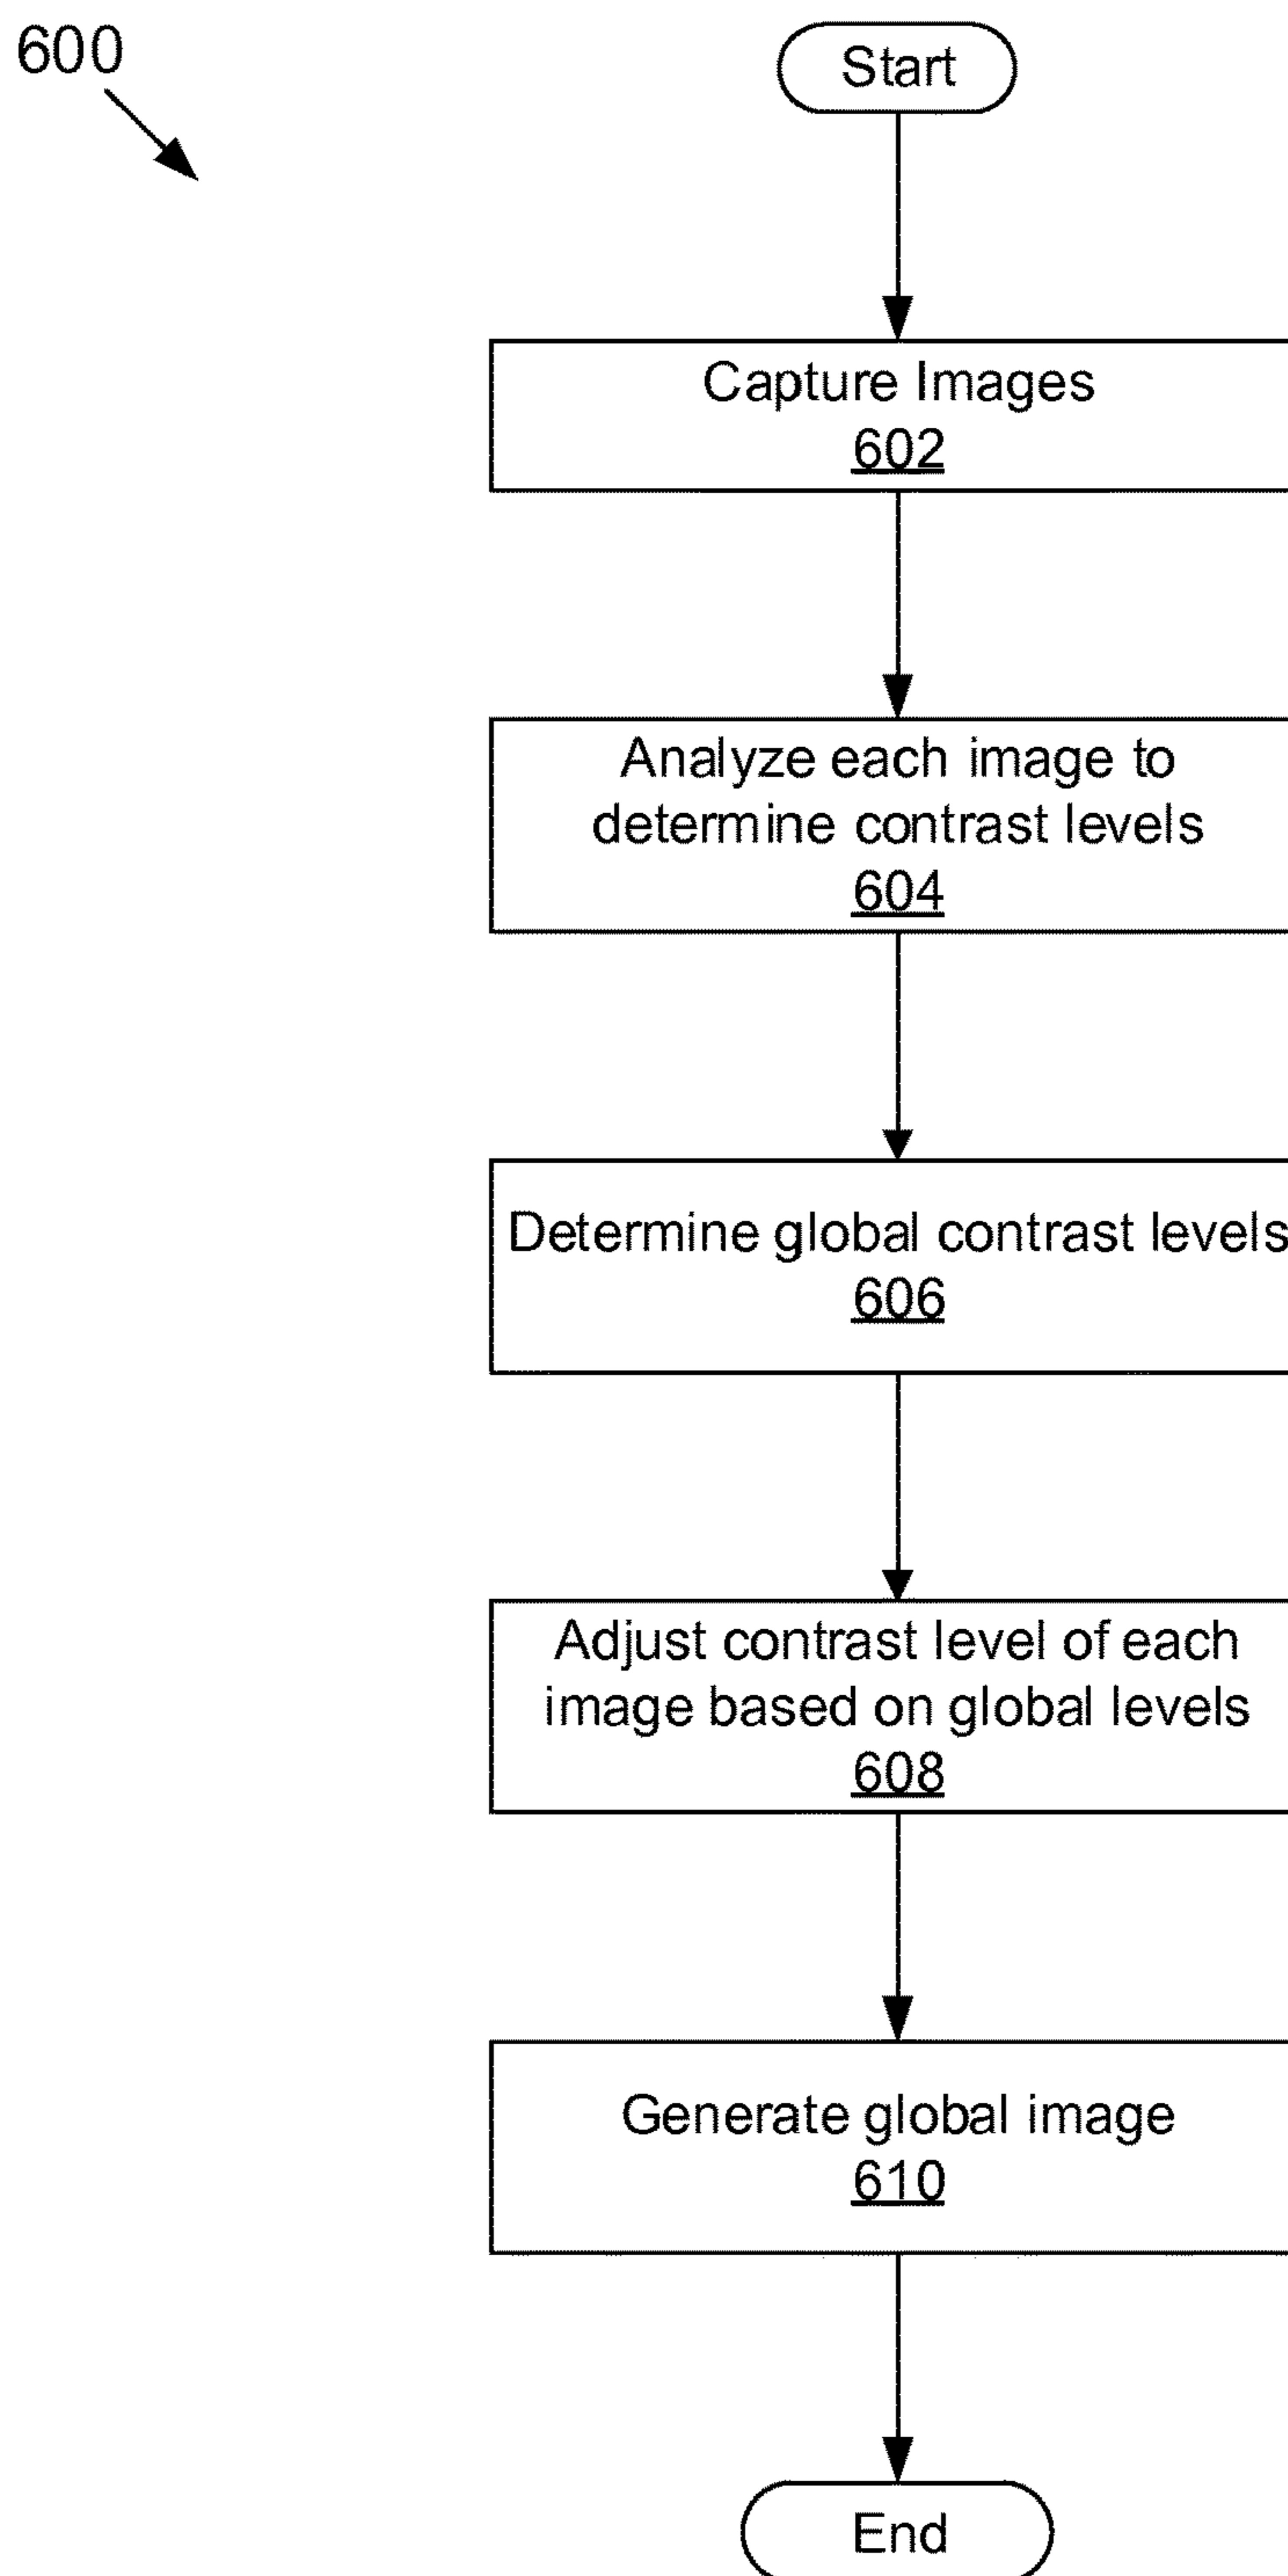 600
Start
Capture Images
602
Analyze each image to
determine contrast levels
604
Determine global contrast levels
606
Adjust contrast level of each
image based on global levels
608
Generate global image
610
End